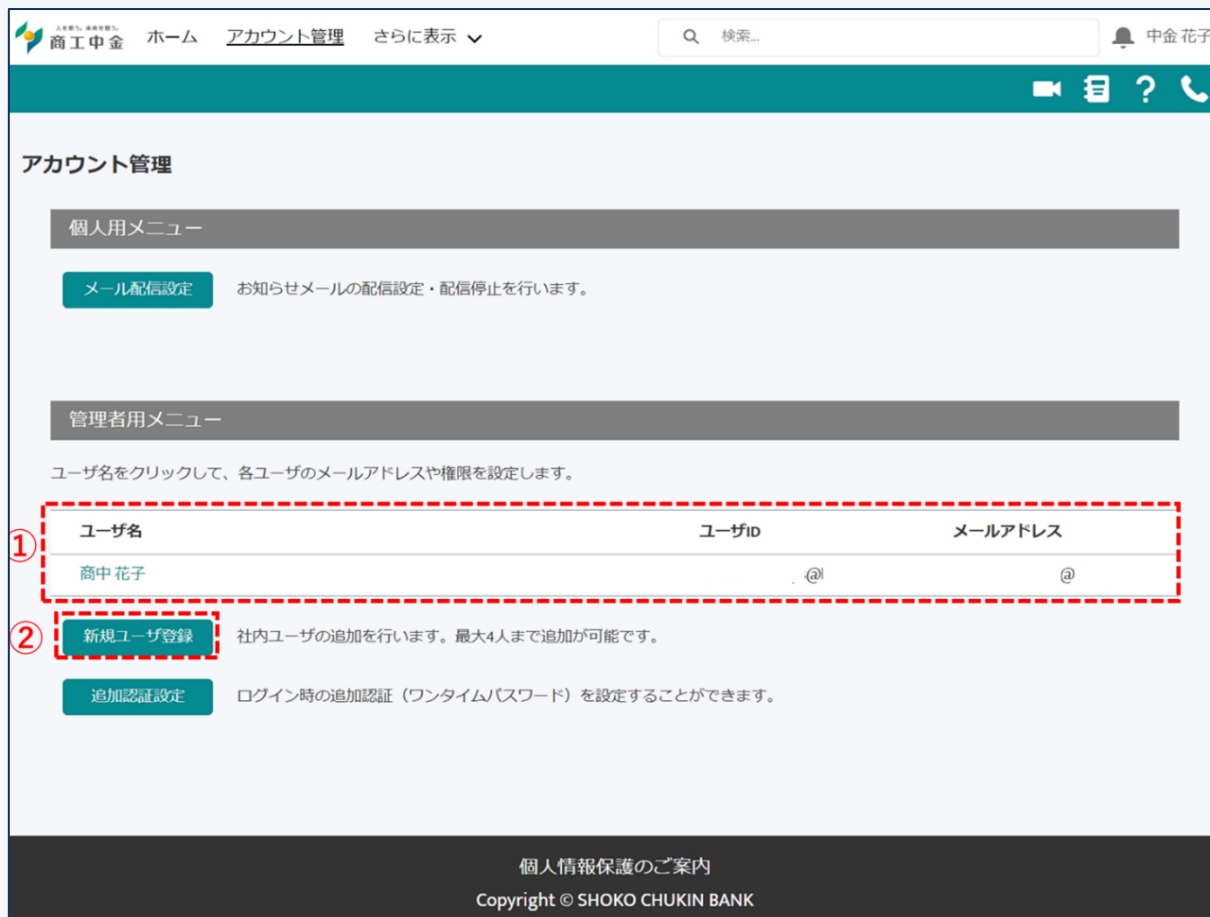 人を思う。未来を思う。
商工中金 ホーム アカウント管理 さらに表示 検索... 中金 花子
?
アカウント管理
個人用メニュー
メール配信設定 お知らせメールの配信設定・配信停止を行います。
管理者用メニュー
ユーザ名をクリックして、各ユーザのメールアドレスや権限を設定します。
① ユーザ名 ユーザID メールアドレス
商中 花子 @ @
② 新規ユーザ登録 社内ユーザの追加を行います。最大4人まで追加が可能です。
追加認証設定 ログイン時の追加認証（ワンタイムパスワード）を設定することができます。
個人情報保護のご案内
Copyright © SHOKO CHUKIN BANK